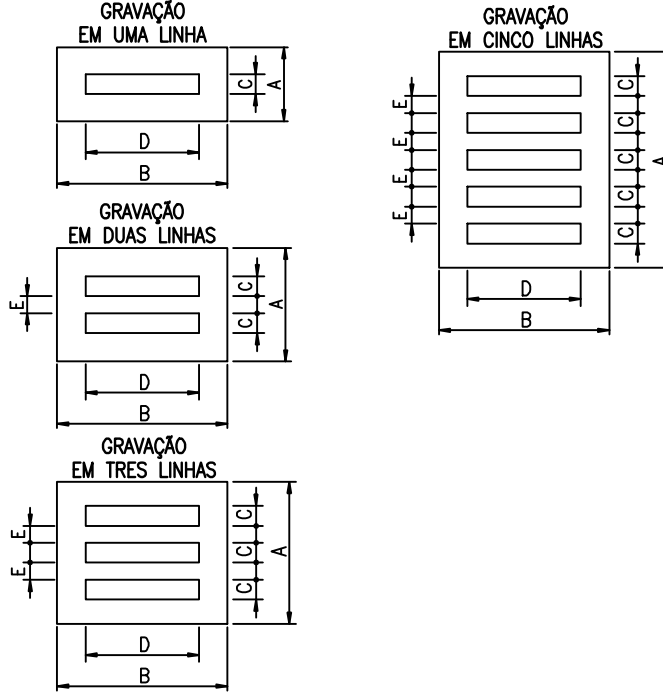 GRAVAÇÃO
EM UMA LINHA
C
A
D
B
GRAVAÇÃO
EM DUAS LINHAS
E
C
C
A
D
B
GRAVAÇÃO
EM TRES LINHAS
E
E
C
C
C
A
D
B
GRAVAÇÃO
EM CINCO LINHAS
E
E
E
E
C
C
C
C
C
A
D
B